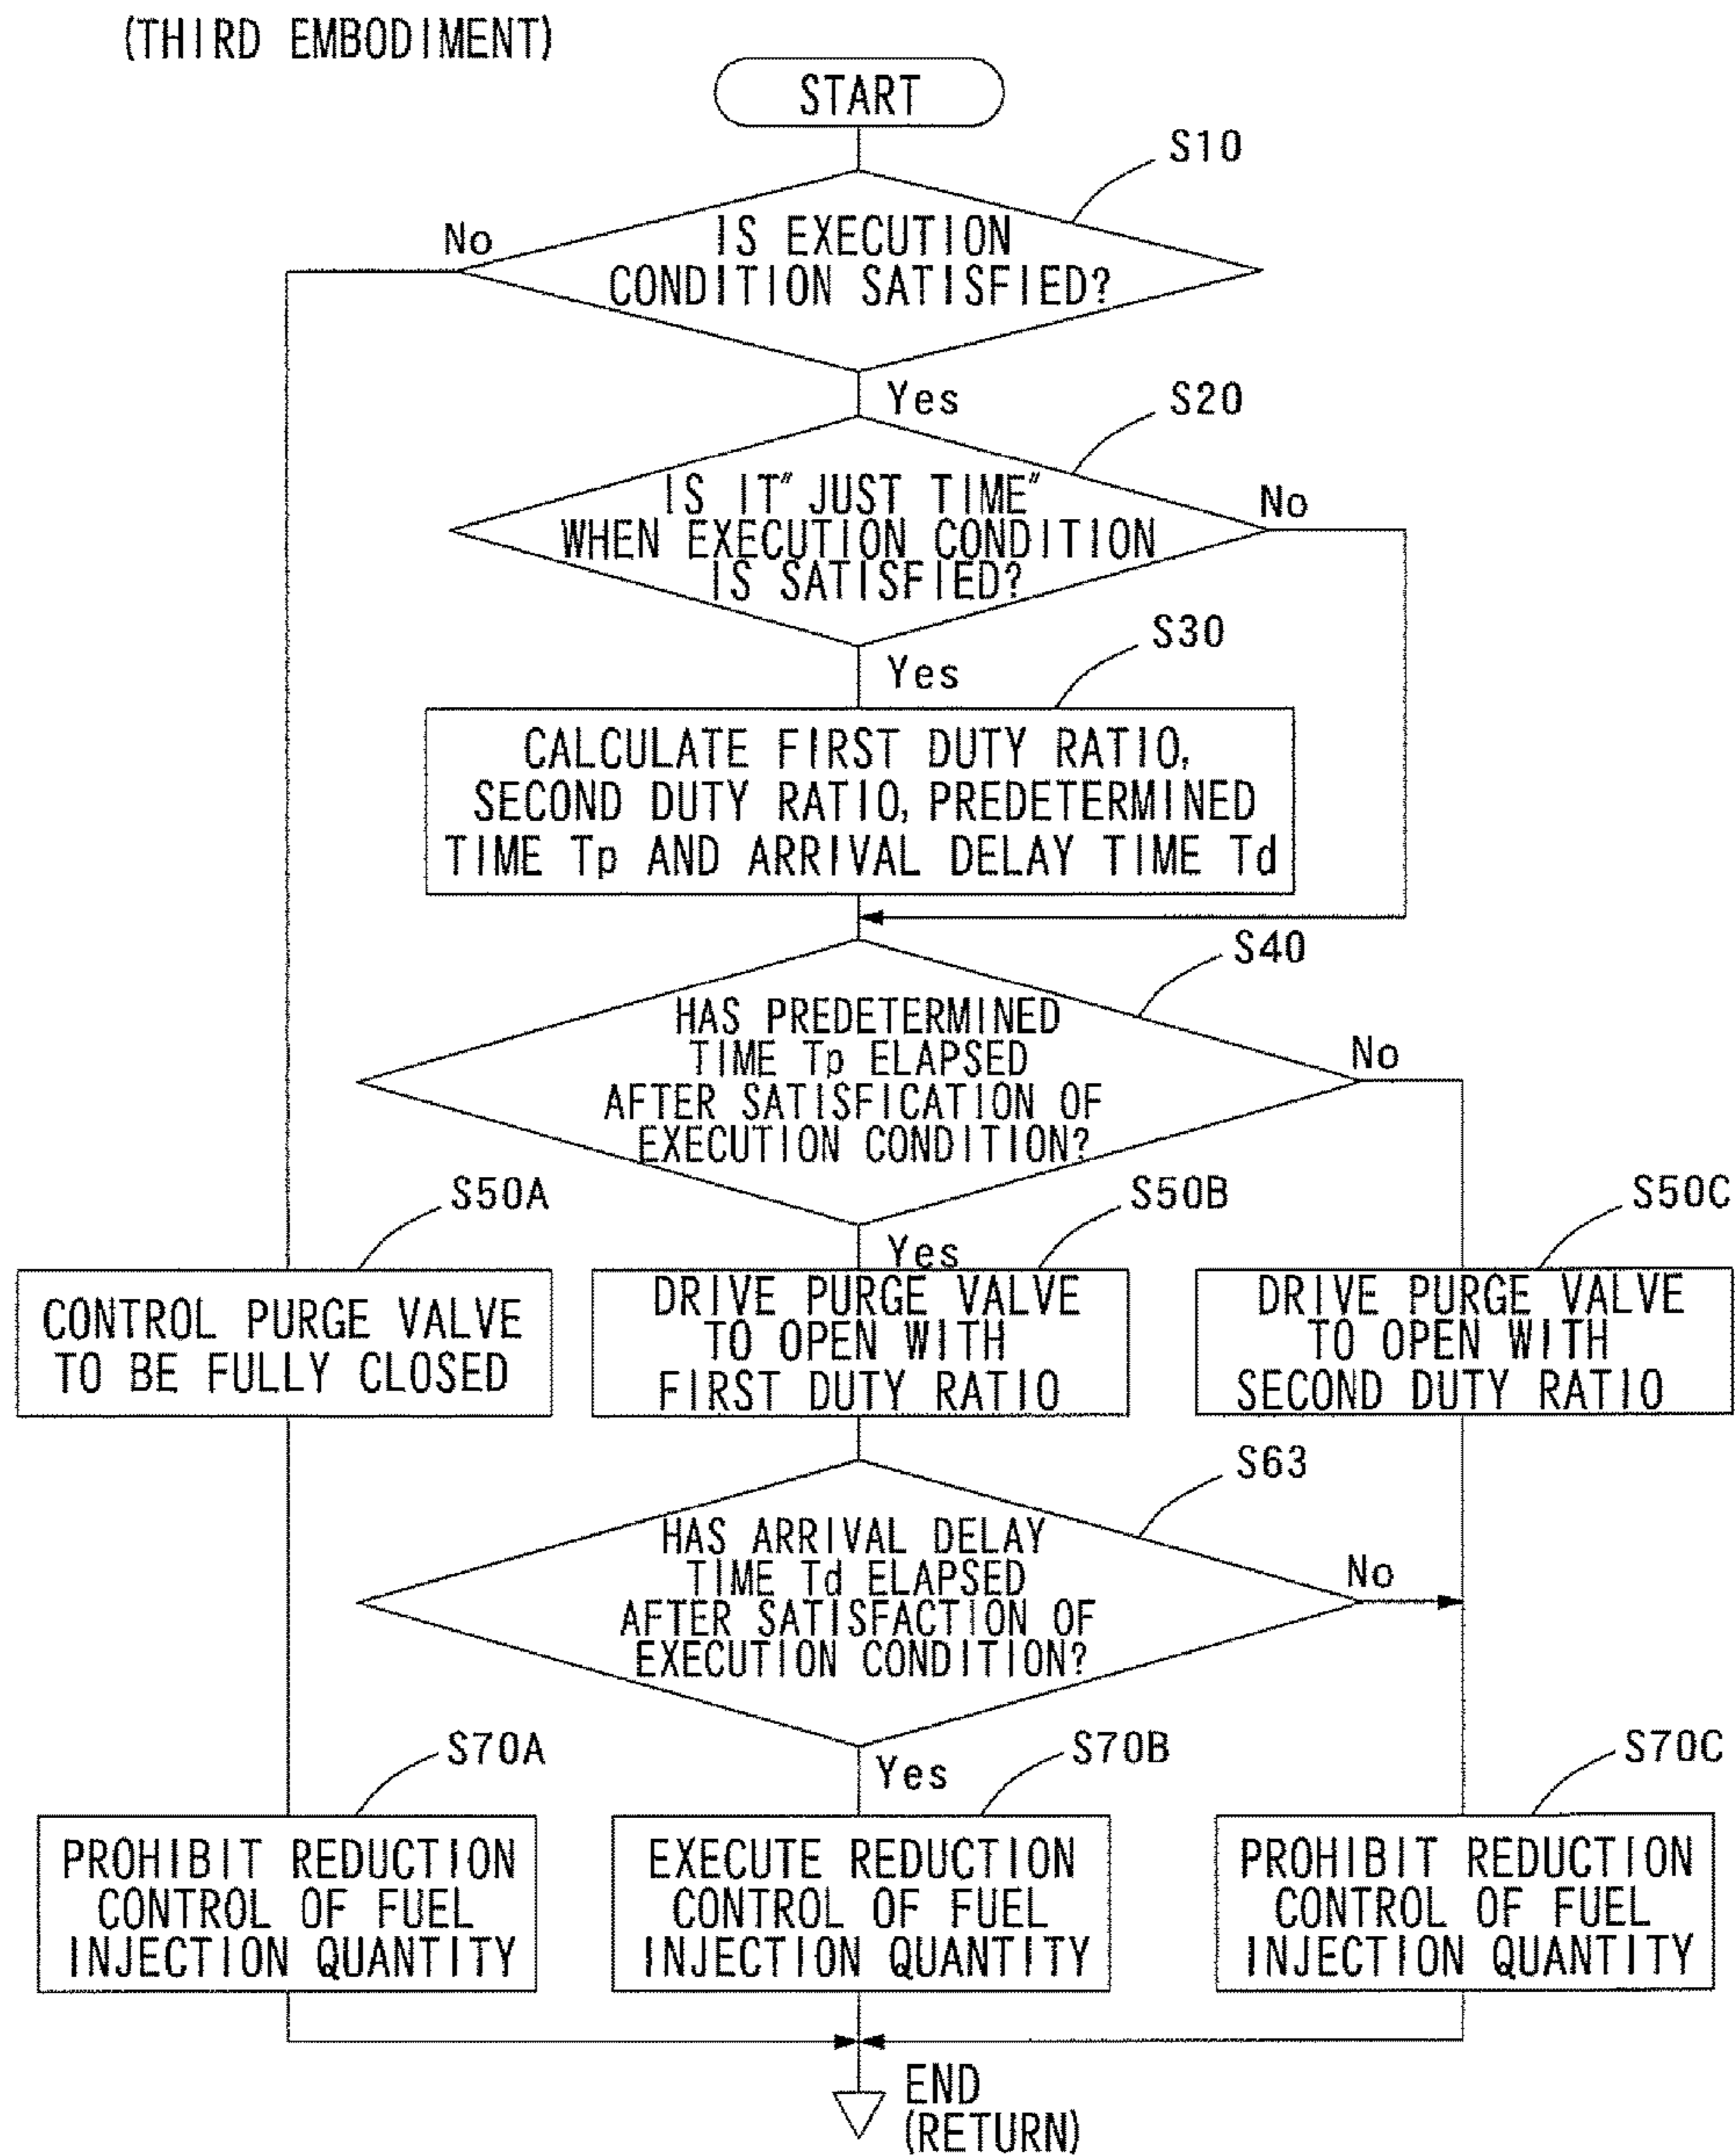 (THIRD EMBODIMENT)
START
S10
No
IS EXECUTION
CONDITION SATISFIED?
Yes
S20
IS IT"JUST TIME"
WHEN EXECUTION CONDITION
IS SATISFIED?
No
S30
Yes
CALCULATE FIRST DUTY RATIO,
SECOND DUTY RATIO, PREDETERMINED
TIME Tp AND ARRIVAL DELAY TIME Td
S40
HAS PREDETERMINED
TIME Tp ELAPSED
AFTER SATISFICATION OF
EXECUTION CONDITION?
No
S50A
S50B
S50C
Yes
CONTROL PURGE VALVE
TO BE FULLY CLOSED
DRIVE PURGE VALVE
TO OPEN WITH
FIRST DUTY RATIO
DRIVE PURGE VALVE
TO OPEN WITH
SECOND DUTY RATIO
S63
HAS ARRIVAL DELAY
TIME Td ELAPSED
AFTER SATISFACTION OF
EXECUTION CONDITION?
No
S70A
S70B
S70C
Yes
PROHIBIT REDUCTION
CONTROL OF FUEL
INJECTION QUANTITY
EXECUTE REDUCTION
CONTROL OF FUEL
INJECTION QUANTITY
PROHIBIT REDUCTION
CONTROL OF FUEL
INJECTION QUANTITY
END
(RETURN)